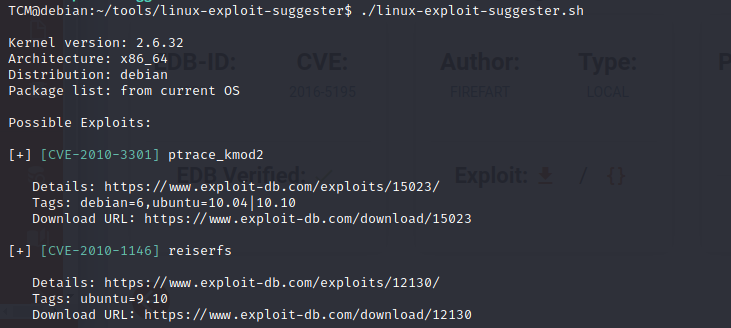 TCM@debian:~/tools/linux-exploit-suggester$ ./linux-exploit-suggester.sh
Kernel version: 2.6.32
Architecture: x86_64
Distribution: debian
Package list: from current OS
EDB-ID: CVE: Author: Type:
2016-5195 FIREFART LOCAL
Possible Exploits:
[+] [CVE-2010-3301] ptrace_kmod2
EDB Verified: Exploit: / {}
Details: https://www.exploit-db.com/exploits/15023/
Tags: debian=6,ubuntu=10.04|10.10
Download URL: https://www.exploit-db.com/download/15023
[+] [CVE-2010-1146] reiserfs
Details: https://www.exploit-db.com/exploits/12130/
Tags: ubuntu=9.10
Download URL: https://www.exploit-db.com/download/12130